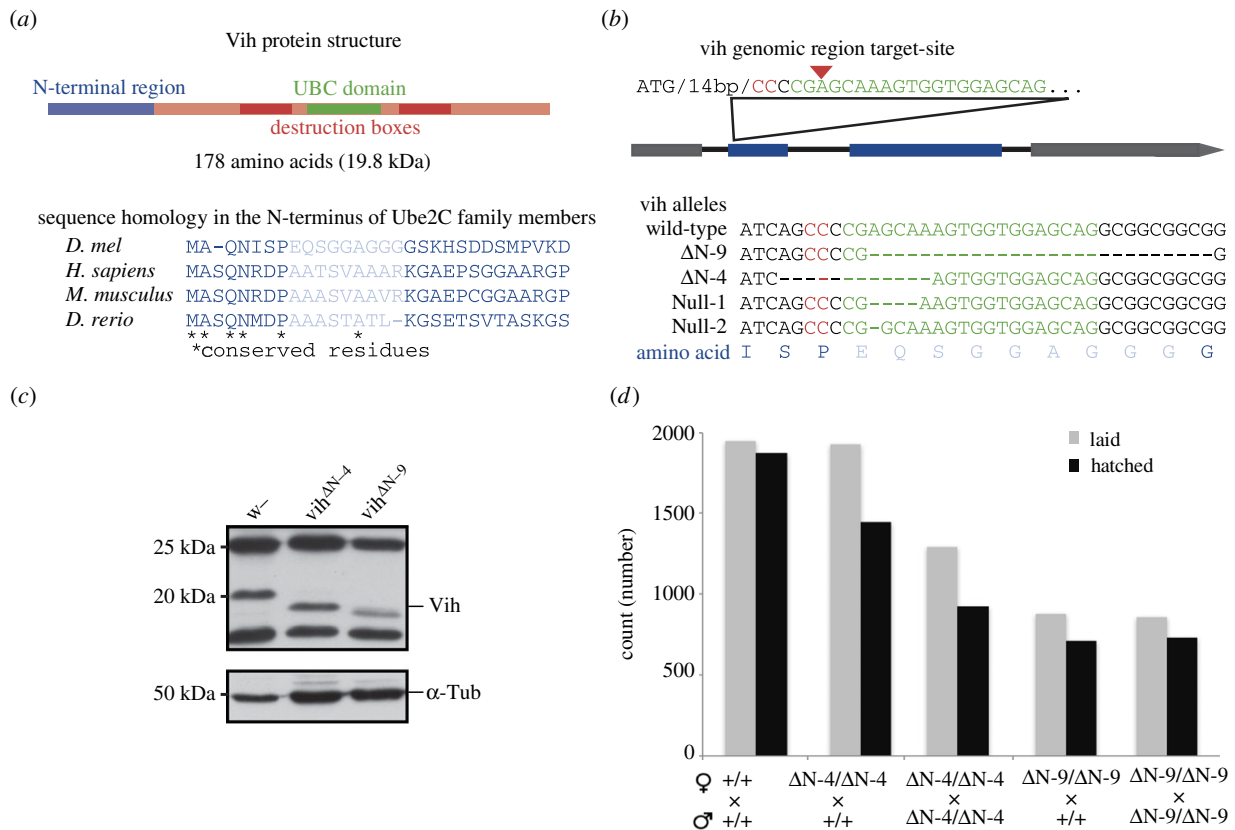 (a)
Vih protein structure
N-terminal region
UBC domain
destruction boxes
178 amino acids (19.8 kDa)
sequence homology in the N-terminus of Ube2C family members
D. mel MA-QNISPEQSGGAGGGGSKHSDDSMPVKD
H. sapiens MASQNRDPAATSVAAARKGAEPSGGAARGP
M. musculus MASQNRDPAAASVAAVRKGAEPCGGAARGP
D. rerio MASQNMDPAAASTATL-KGSETSVTASKGS
** ** * *
*conserved residues
(b)
vih genomic region target-site
ATG/14bp/CCCCGAGCAAAGTGGTGGAGCAG...
vih alleles
wild-type ATCAGCCCCGAGCAAAGTGGTGGAGCAGGCGGCGGCGG
ΔN-9 ATCAGCCCCG---------------------------G
ΔN-4 ATC------------AGTGGTGGAGCAGGCGGCGGCGG
Null-1 ATCAGCCCCG----AAGTGGTGGAGCAGGCGGCGGCGG
Null-2 ATCAGCCCCG-GCAAAGTGGTGGAGCAGGCGGCGGCGG
amino acid I S P E Q S G G A G G G G
(c)
w– vih^ΔN–4 vih^ΔN–9
25 kDa
20 kDa
Vih
50 kDa
α-Tub
(d)
laid
hatched
count (number)
2000
1500
1000
500
0
♀ +/+ ΔN-4/ΔN-4 ΔN-4/ΔN-4 ΔN-9/ΔN-9 ΔN-9/ΔN-9
× × × × ×
♂ +/+ +/+ ΔN-4/ΔN-4 +/+ ΔN-9/ΔN-9